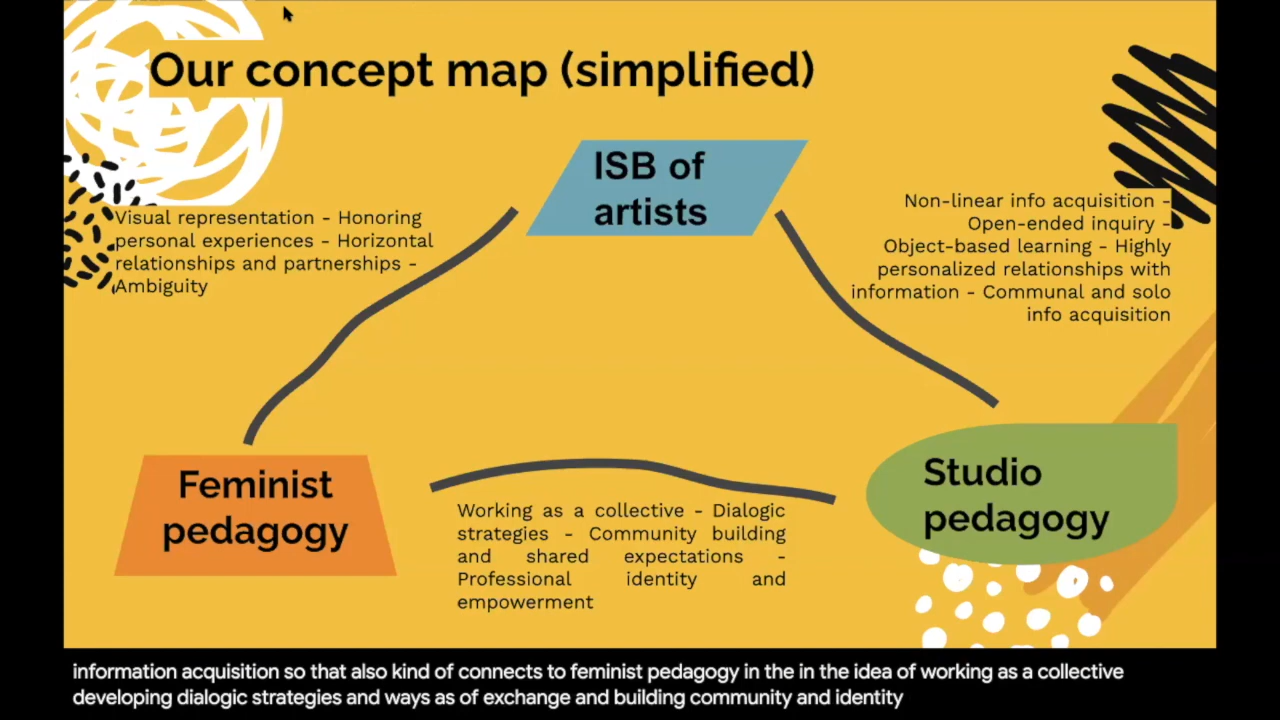 Our concept map (simplified)
ISB of
artists
Visual representation - Honoring
personal experiences - Horizontal
relationships and partnerships -
Ambiguity
Non-linear info acquisition -
Open-ended inquiry -
Object-based learning - Highly
personalized relationships with
information - Communal and solo
info acquisition
Feminist
pedagogy
Working as a collective - Dialogic
strategies - Community building
and shared expectations -
Professional identity and
empowerment
Studio
pedagogy
information acquisition so that also kind of connects to feminist pedagogy in the in the idea of working as a collective
developing dialogic strategies and ways as of exchange and building community and identity